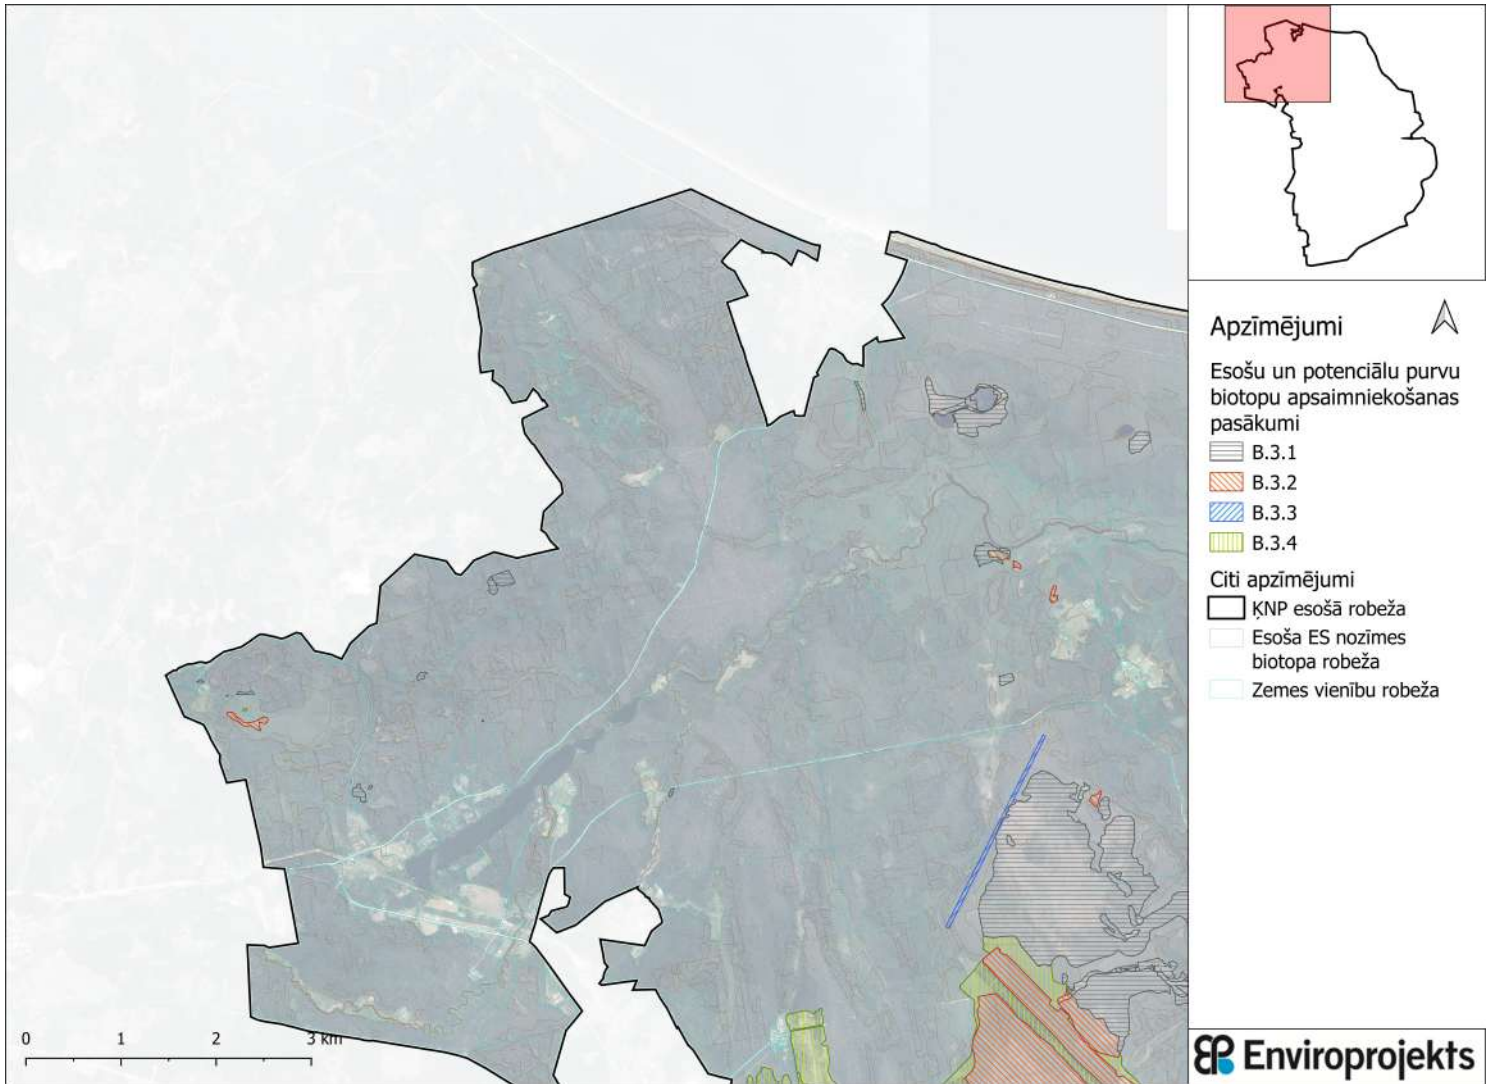 Apzīmējumi
Esošu un potenciālu purvu
biotopu apsaimniekošanas
pasākumi
B.3.1
B.3.2
B.3.3
B.3.4
Citi apzīmējumi
ĶNP esošā robeža
Esoša ES nozīmes
biotopa robeža
Zemes vienību robeža
0 1 2 3 km
Enviroprojekts